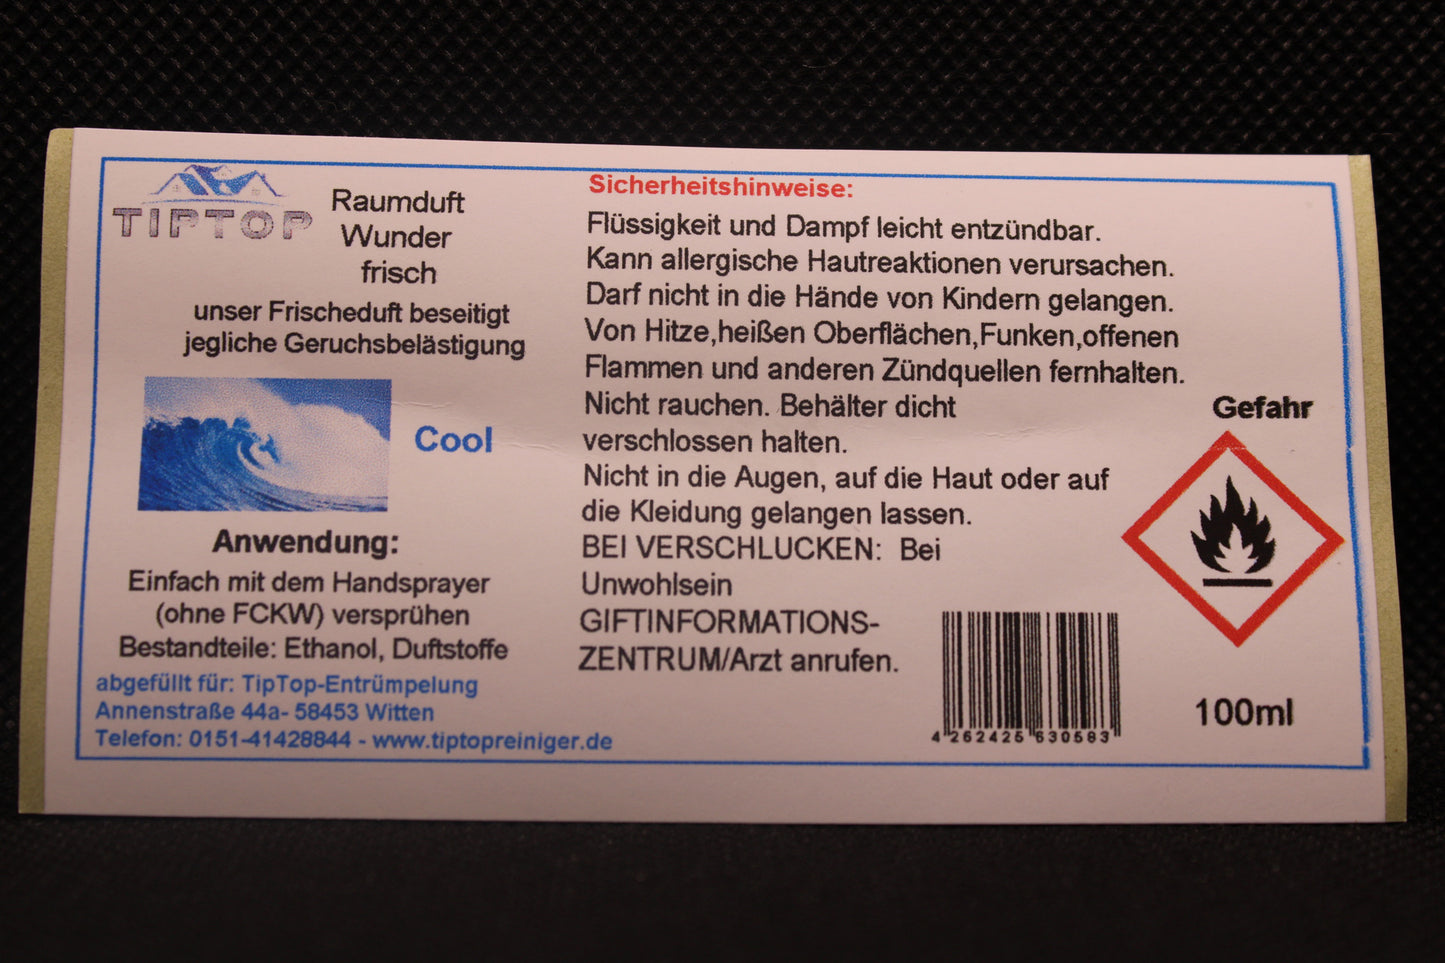 TIPTOP
Raumduft
Wunder
frisch
unser Frischeduft beseitigt
jegliche Geruchsbelästigung
Cool
Anwendung:
Einfach mit dem Handsprayer
(ohne FCKW) versprühen
Bestandteile: Ethanol, Duftstoffe
abgefüllt für: TipTop-Entrümpelung
Annenstraße 44a- 58453 Witten
Telefon: 0151-41428844 - www.tiptopreiniger.de
Sicherheitshinweise:
Flüssigkeit und Dampf leicht entzündbar.
Kann allergische Hautreaktionen verursachen.
Darf nicht in die Hände von Kindern gelangen.
Von Hitze,heißen Oberflächen,Funken,offenen
Flammen und anderen Zündquellen fernhalten.
Nicht rauchen. Behälter dicht
verschlossen halten.
Nicht in die Augen, auf die Haut oder auf
die Kleidung gelangen lassen.
BEI VERSCHLUCKEN: Bei
Unwohlsein
GIFTINFORMATIONS-
ZENTRUM/Arzt anrufen.
4 262425 630583
Gefahr
100ml